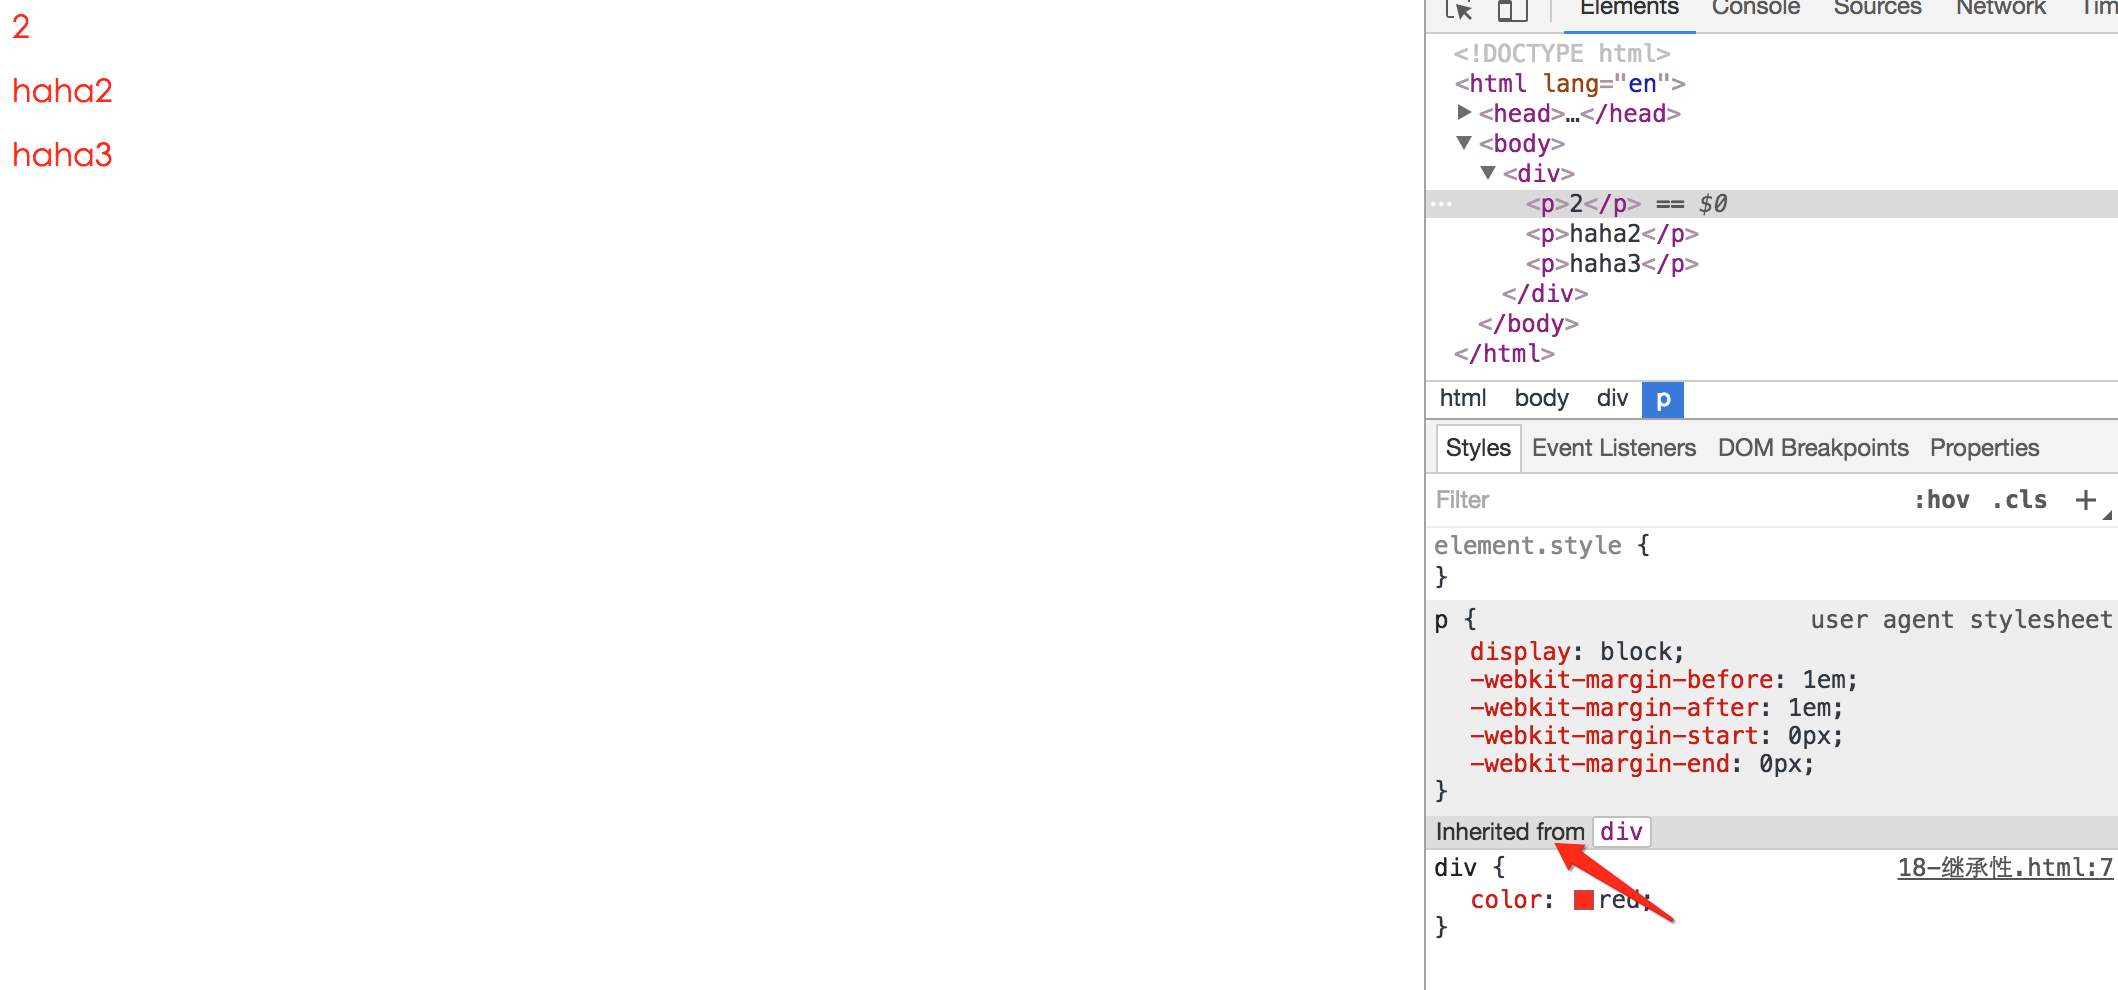 2
haha2
haha3
Elements Console Sources Network Tim
<!DOCTYPE html>
<html lang="en">
<head>…</head>
<body>
<div>
<p>2</p> == $0
<p>haha2</p>
<p>haha3</p>
</div>
</body>
</html>
html body div p
Styles Event Listeners DOM Breakpoints Properties
Filter :hov .cls +
element.style {
}
p { user agent stylesheet
display: block;
-webkit-margin-before: 1em;
-webkit-margin-after: 1em;
-webkit-margin-start: 0px;
-webkit-margin-end: 0px;
}
Inherited from div
div { 18-继承性.html:7
color: red;
}